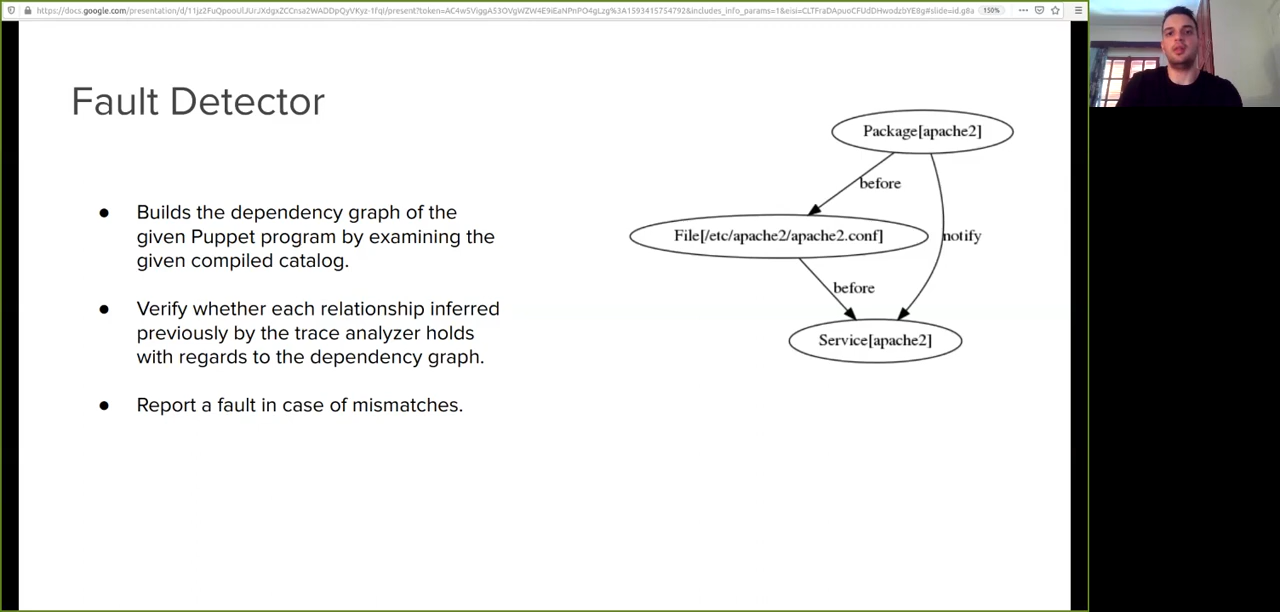 Fault Detector
● Builds the dependency graph of the
given Puppet program by examining the
given compiled catalog.
● Verify whether each relationship inferred
previously by the trace analyzer holds
with regards to the dependency graph.
● Report a fault in case of mismatches.
Package[apache2]
before
File[/etc/apache2/apache2.conf]
notify
before
Service[apache2]
150%